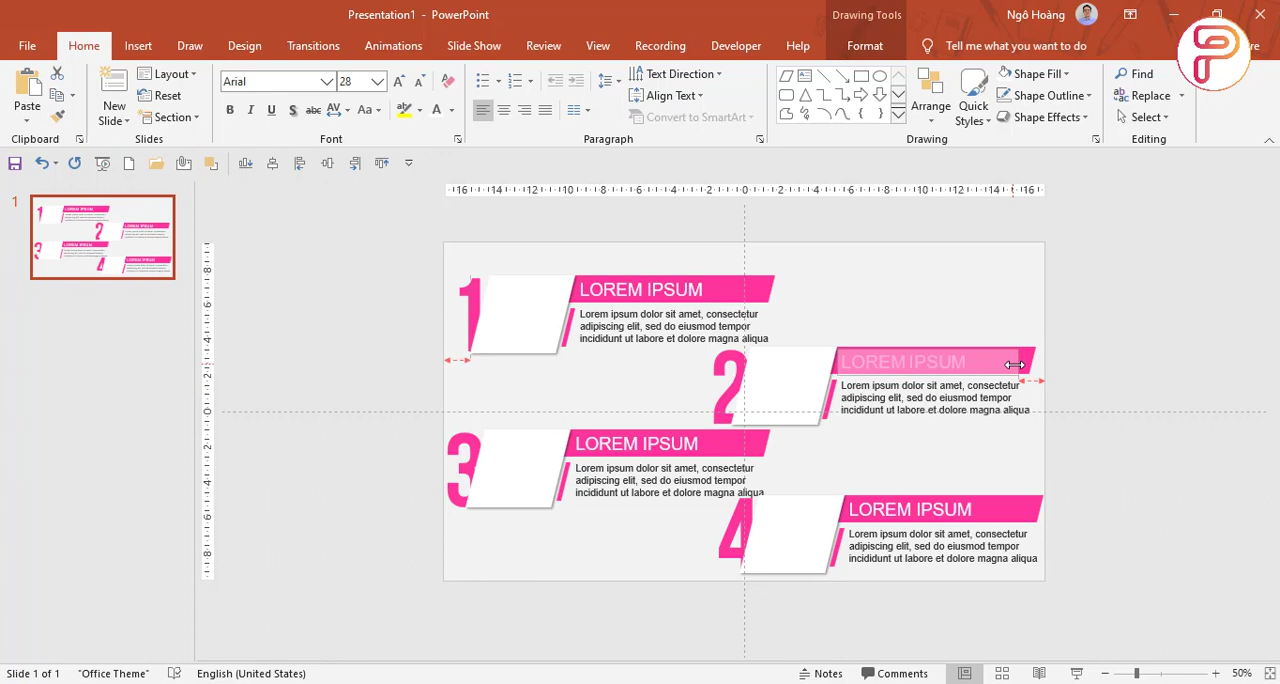 Presentation1 - PowerPoint
Drawing Tools
Ngô Hoàng
File Home Insert Draw Design Transitions Animations Slide Show Review View Recording Developer Help Format Tell me what you want to do
Paste
New
Slide
Layout
Reset
Section
Arial 28
B I U S abc AV Aa A
Text Direction
Align Text
Convert to SmartArt
Arrange
Quick
Styles
Shape Fill
Shape Outline
Shape Effects
Find
Replace
Select
Clipboard Slides Font Paragraph Drawing Editing
1
1
LOREM IPSUM
Lorem ipsum dolor sit amet, consectetur
adipiscing elit, sed do eiusmod tempor
incididunt ut labore et dolore magna aliqua
2
LOREM IPSUM
Lorem ipsum dolor sit amet, consectetur
adipiscing elit, sed do eiusmod tempor
incididunt ut labore et dolore magna aliqua
3
LOREM IPSUM
Lorem ipsum dolor sit amet, consectetur
adipiscing elit, sed do eiusmod tempor
incididunt ut labore et dolore magna aliqua
4
LOREM IPSUM
Lorem ipsum dolor sit amet, consectetur
adipiscing elit, sed do eiusmod tempor
incididunt ut labore et dolore magna aliqua
Slide 1 of 1 "Office Theme" English (United States) Notes Comments 50%